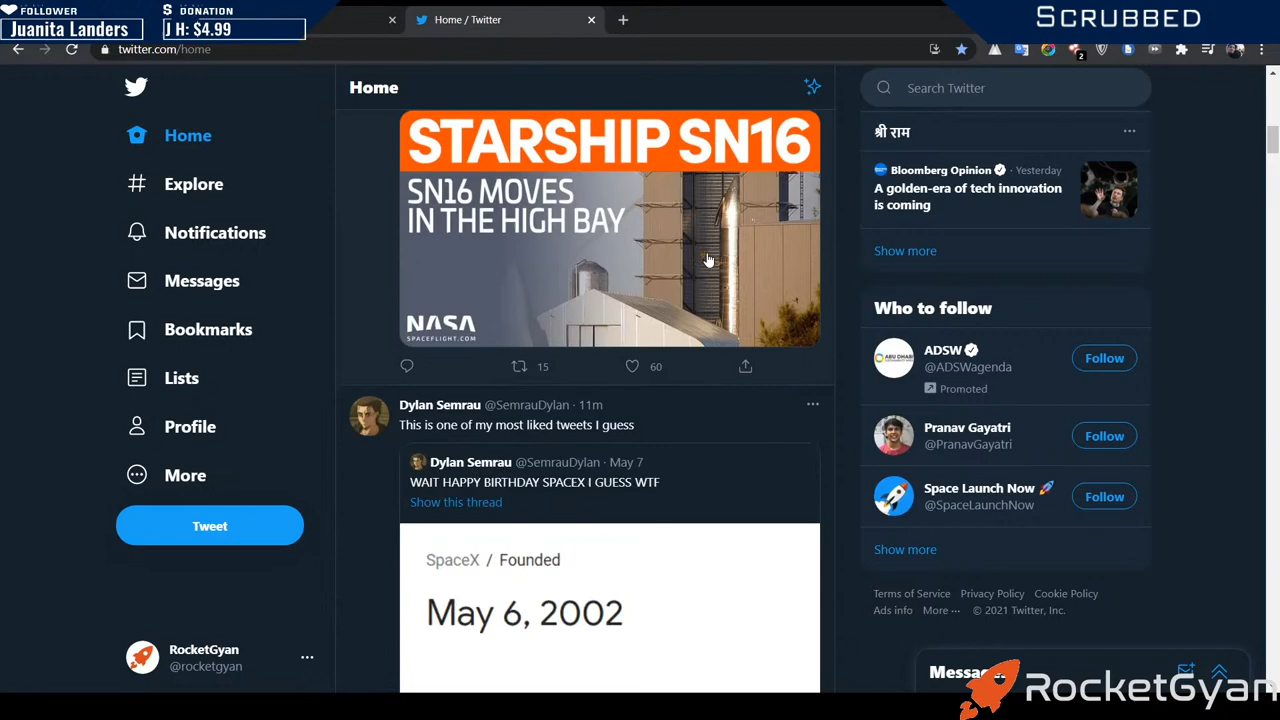 FOLLOWER
Juanita Landers
$ DONATION
J H: $4.99
SCRUBBED
Home / Twitter
twitter.com/home
2
Home
Explore
Notifications
Messages
Bookmarks
Lists
Profile
More
Tweet
RocketGyan
@rocketgyan
Home
STARSHIP SN16
SN16 MOVES
IN THE HIGH BAY
NASA
SPACEFLIGHT.COM
15
60
Dylan Semrau @SemrauDylan · 11m
This is one of my most liked tweets I guess
Dylan Semrau @SemrauDylan · May 7
WAIT HAPPY BIRTHDAY SPACEX I GUESS WTF
Show this thread
SpaceX / Founded
May 6, 2002
Search Twitter
श्री राम
Bloomberg Opinion · Yesterday
A golden-era of tech innovation
is coming
Show more
Who to follow
ADSW
@ADSWagenda
Promoted
Follow
Pranav Gayatri
@PranavGayatri
Follow
Space Launch Now
@SpaceLaunchNow
Follow
Show more
Terms of Service Privacy Policy Cookie Policy
Ads info More ··· © 2021 Twitter, Inc.
Messages
RocketGyan